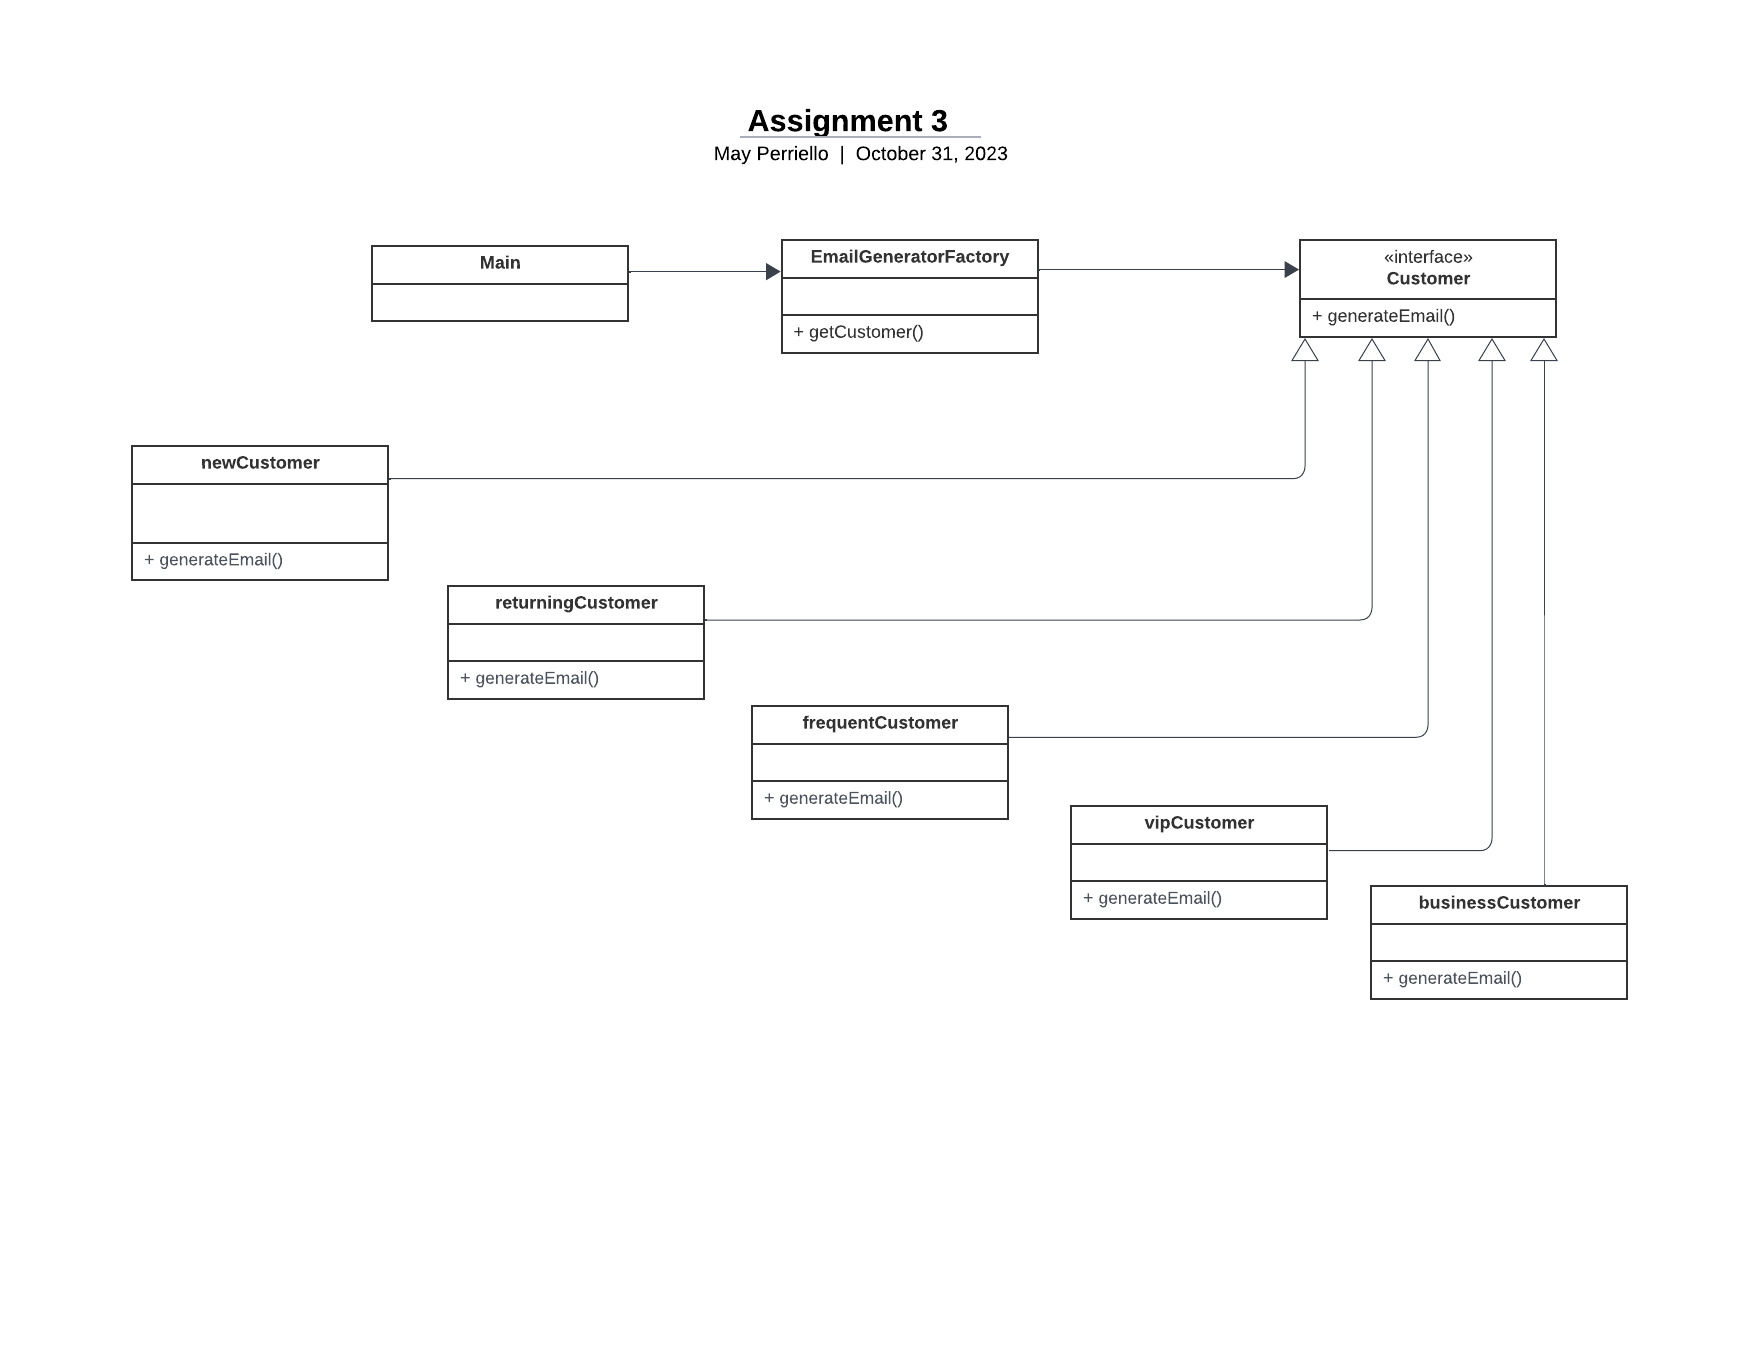 Assignment 3
May Perriello | October 31, 2023
Main
EmailGeneratorFactory
+ getCustomer()
«interface»
Customer
+ generateEmail()
newCustomer
+ generateEmail()
returningCustomer
+ generateEmail()
frequentCustomer
+ generateEmail()
vipCustomer
+ generateEmail()
businessCustomer
+ generateEmail()